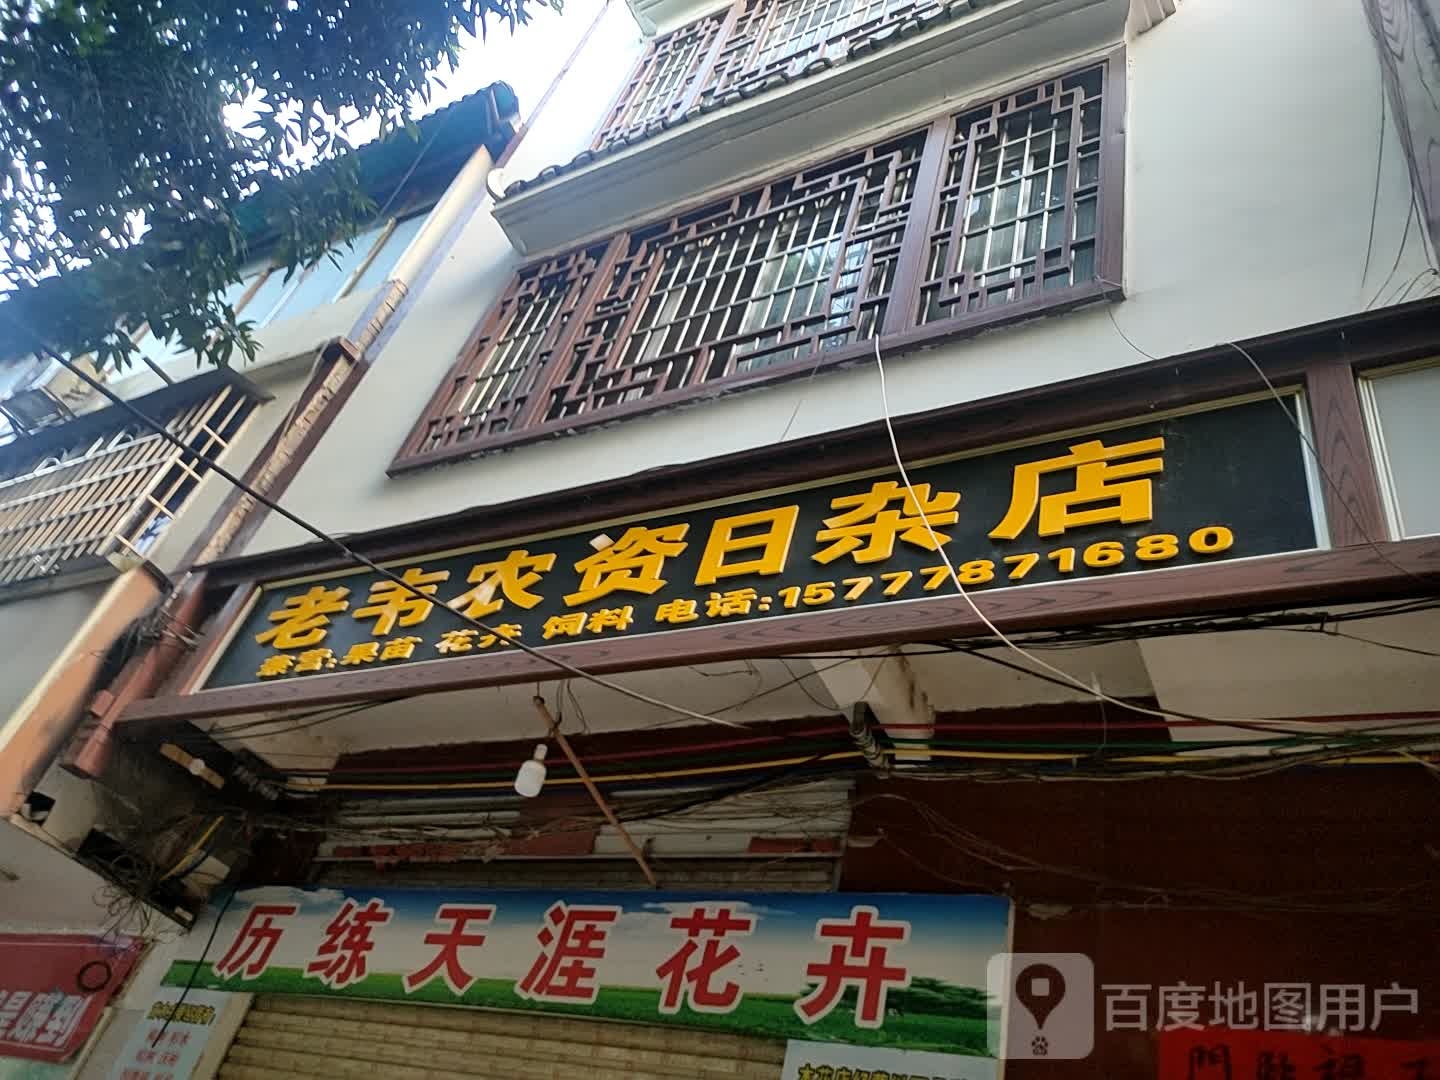 老韦农资日杂店
兼营:果苗 花卉 饲料 电话:15777871680
历练天涯花卉
百度地图用户